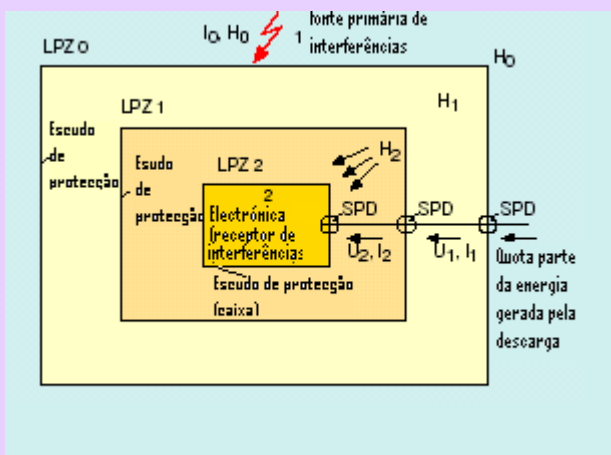 fonte primária de
I₀, H₀
1
interferências
LPZ 0
H₀
LPZ 1
H₁
Escudo
de
protecção
Esudo
de
protecção
LPZ 2
H₂
2
Electrónica
(receptor de
interferências
SPD
SPD
SPD
U₂, I₂
U₁, I₁
Escudo de protecção
(caixa)
Quota parte
da energia
gerada pela
descarga